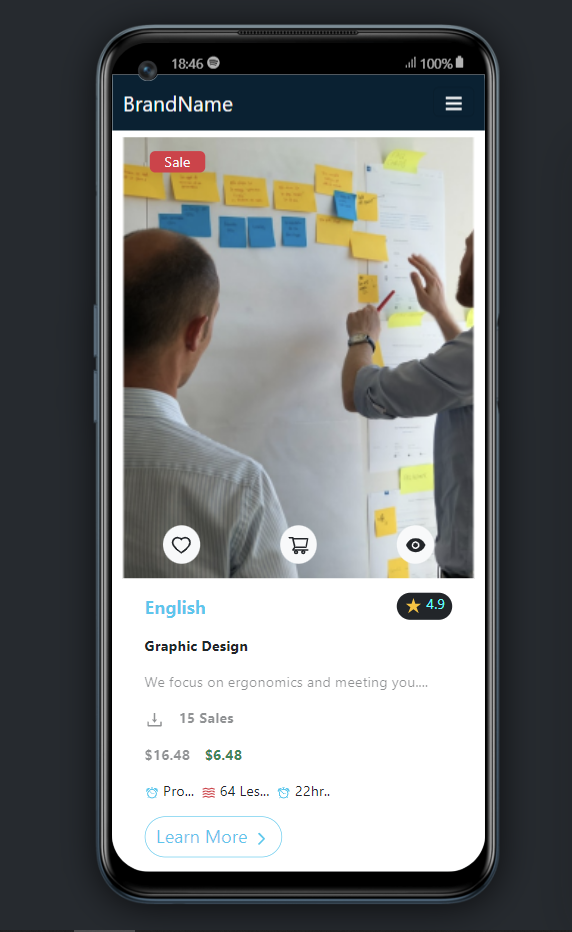 18:46 100%
BrandName
Sale
English 4.9
Graphic Design
We focus on ergonomics and meeting you....
15 Sales
$16.48 $6.48
Pro... 64 Les... 22hr..
Learn More